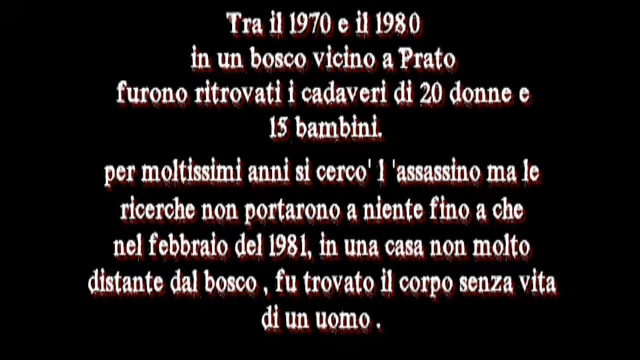 Tra il 1970 e il 1980
in un bosco vicino a Prato
furono ritrovati i cadaveri di 20 donne e
15 bambini.
per moltissimi anni si cerco' l 'assassino ma le
ricerche non portarono a niente fino a che
nel febbraio del 1981, in una casa non molto
distante dal bosco , fu trovato il corpo senza vita
di un uomo .